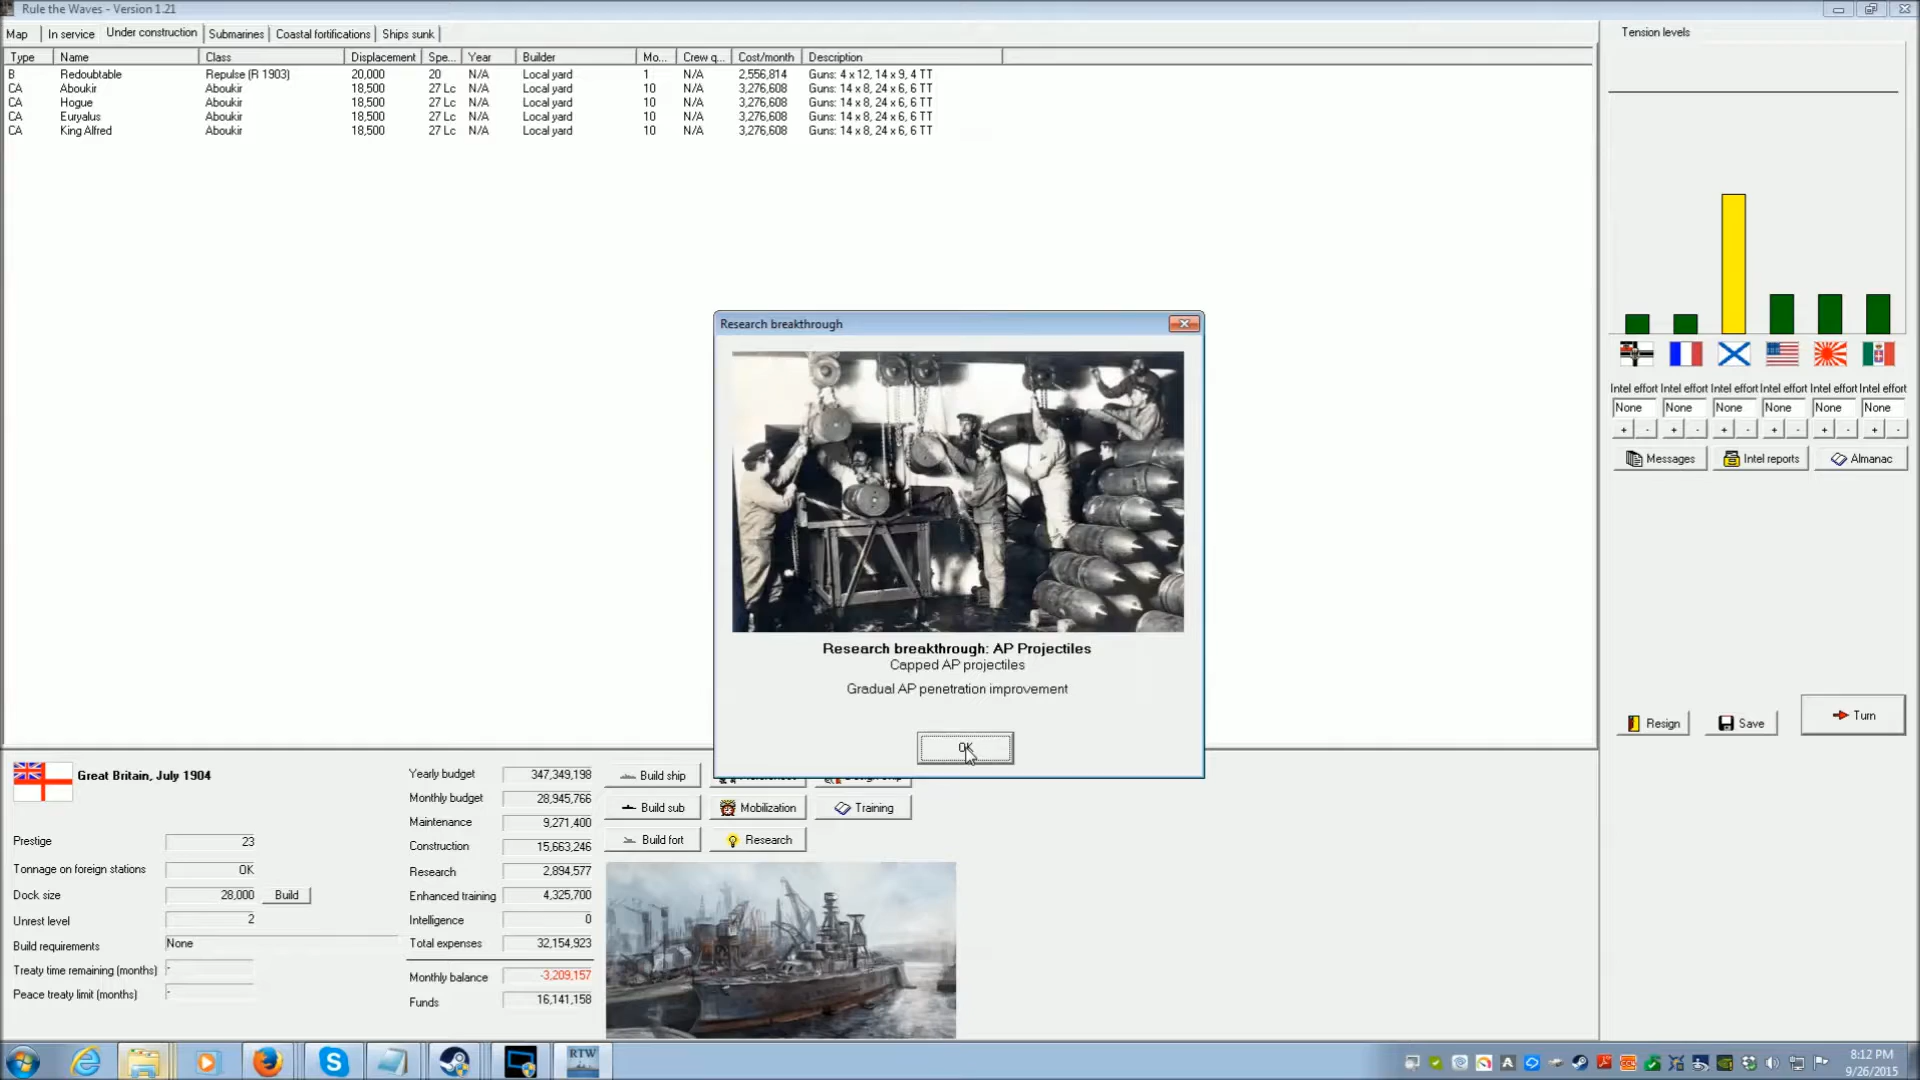 Rule the Waves - Version 1.21
Map In service Under construction Submarines Coastal fortifications Ships sunk
Type Name Class Displacement Spe... Year Builder Mo... Crew q... Cost/month Description
B Redoubtable Repulse (R 1903) 20,000 20 N/A Local yard 1 N/A 2,556,814 Guns: 4 x 12, 14 x 9, 4 TT
CA Aboukir Aboukir 18,500 27 Lc N/A Local yard 10 N/A 3,276,608 Guns: 14 x 8, 24 x 6, 6 TT
CA Hogue Aboukir 18,500 27 Lc N/A Local yard 10 N/A 3,276,608 Guns: 14 x 8, 24 x 6, 6 TT
CA Euryalus Aboukir 18,500 27 Lc N/A Local yard 10 N/A 3,276,608 Guns: 14 x 8, 24 x 6, 6 TT
CA King Alfred Aboukir 18,500 27 Lc N/A Local yard 10 N/A 3,276,608 Guns: 14 x 8, 24 x 6, 6 TT
Tension levels
Intel effort Intel effort Intel effort Intel effort Intel effort Intel effort
None None None None None None
+ - + - + - + - + - + -
Messages Intel reports Almanac
Resign Save Turn
Research breakthrough
Research breakthrough: AP Projectiles
Capped AP projectiles
Gradual AP penetration improvement
OK
Great Britain, July 1904
Prestige 23
Tonnage on foreign stations OK
Dock size 28,000 Build
Unrest level 2
Build requirements None
Treaty time remaining (months) -
Peace treaty limit (months) -
Yearly budget 347,349,198
Monthly budget 28,945,766
Maintenance 9,271,400
Construction 15,663,246
Research 2,894,577
Enhanced training 4,325,700
Intelligence 0
Total expenses 32,154,923
Monthly balance -3,209,157
Funds 16,141,158
Build ship
Build sub Mobilization Training
Build fort Research
RTW
8:12 PM
9/26/2015